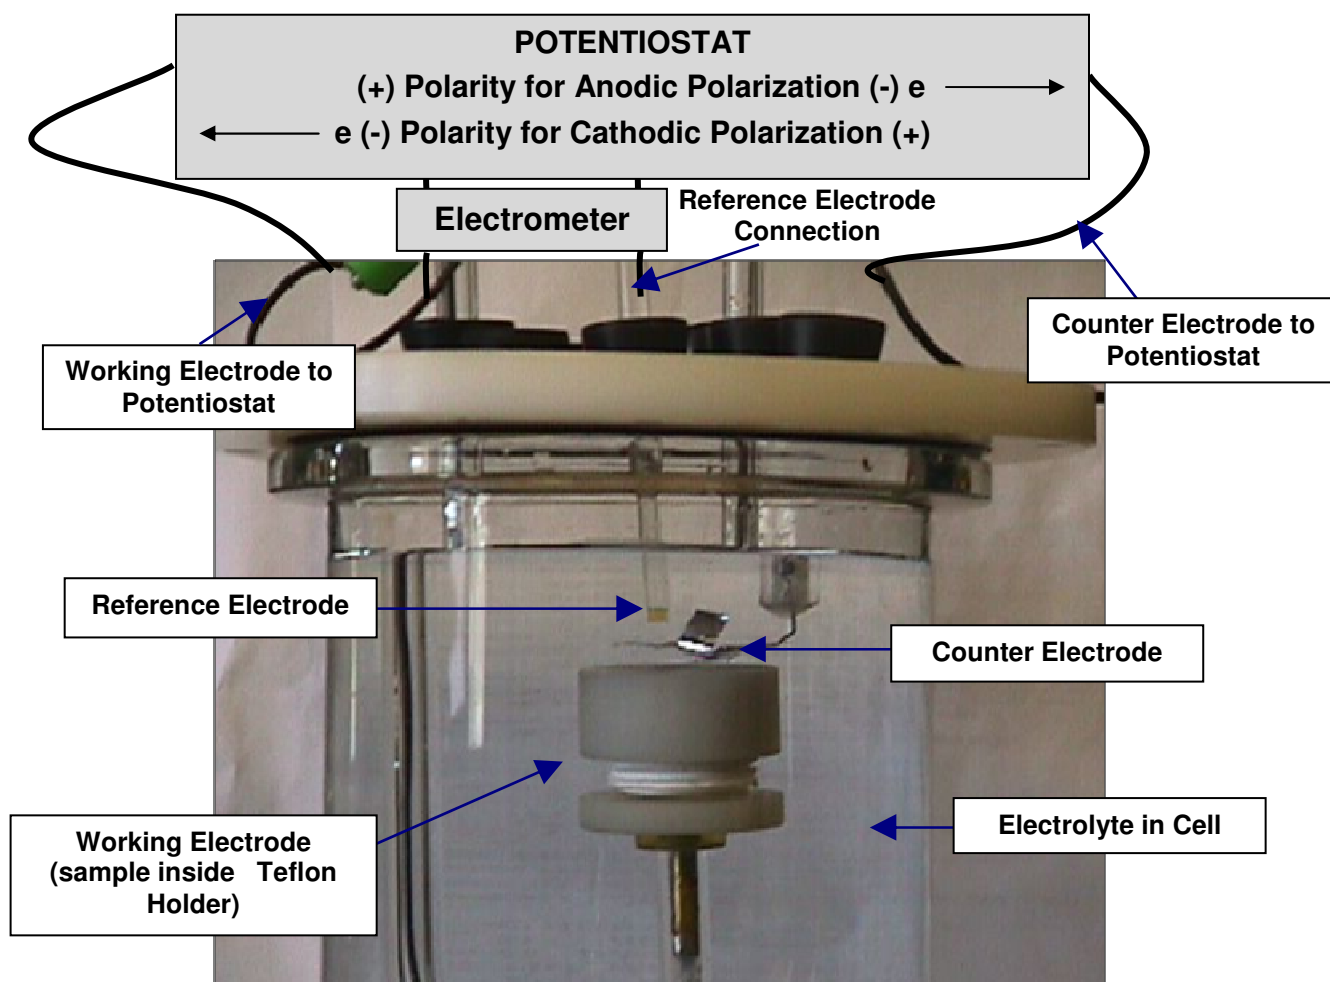 POTENTIOSTAT
(+) Polarity for Anodic Polarization (-) e
e (-) Polarity for Cathodic Polarization (+)
Electrometer
Reference Electrode
Connection
Working Electrode to
Potentiostat
Counter Electrode to
Potentiostat
Reference Electrode
Counter Electrode
Working Electrode
(sample inside Teflon
Holder)
Electrolyte in Cell